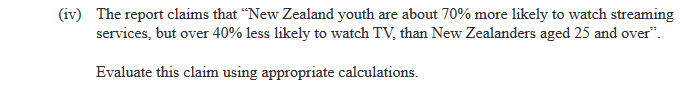 (iv) The report claims that “New Zealand youth are about 70% more likely to watch streaming
services, but over 40% less likely to watch TV, than New Zealanders aged 25 and over”.
Evaluate this claim using appropriate calculations.